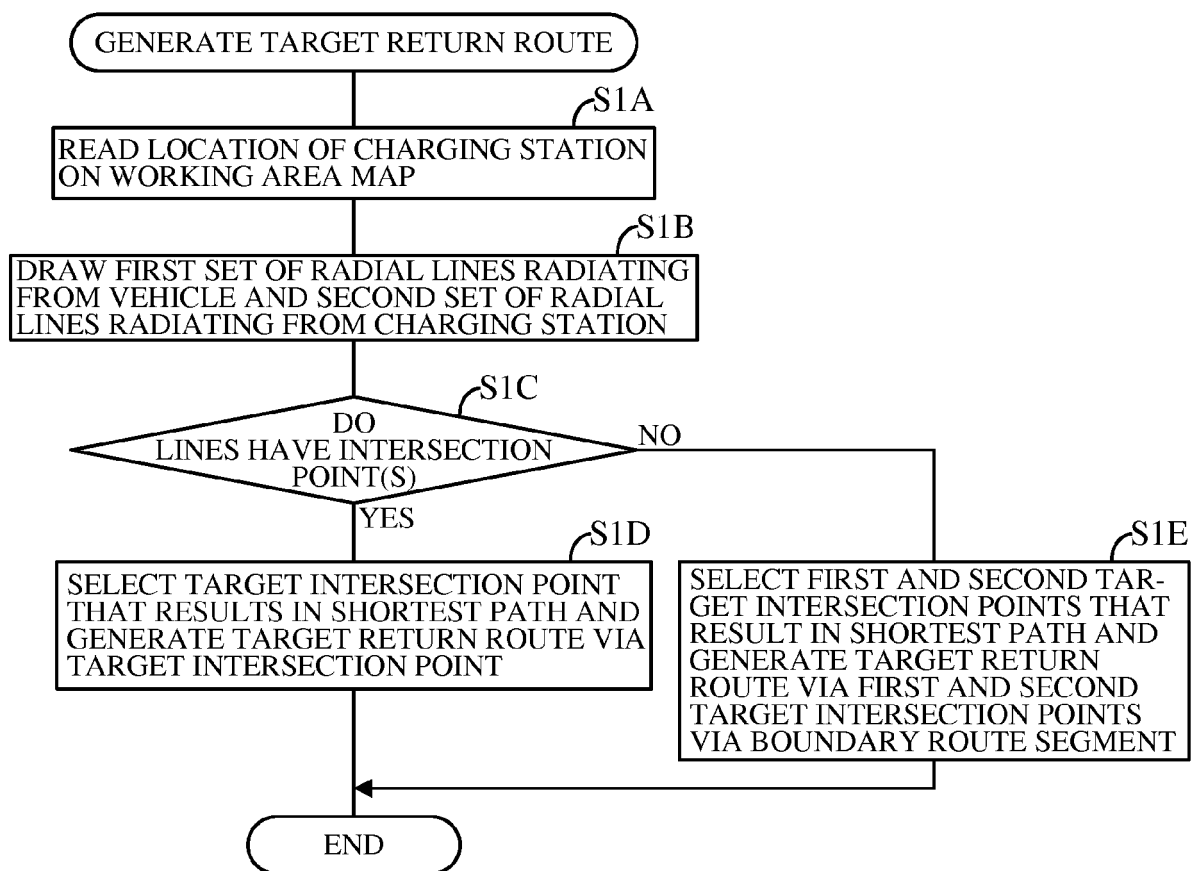 GENERATE TARGET RETURN ROUTE
S1A
READ LOCATION OF CHARGING STATION
ON WORKING AREA MAP
S1B
DRAW FIRST SET OF RADIAL LINES RADIATING
FROM VEHICLE AND SECOND SET OF RADIAL
LINES RADIATING FROM CHARGING STATION
S1C
DO
LINES HAVE INTERSECTION
POINT(S)
NO
YES
S1D
SELECT TARGET INTERSECTION POINT
THAT RESULTS IN SHORTEST PATH AND
GENERATE TARGET RETURN ROUTE VIA
TARGET INTERSECTION POINT
S1E
SELECT FIRST AND SECOND TAR-
GET INTERSECTION POINTS THAT
RESULT IN SHORTEST PATH AND
GENERATE TARGET RETURN
ROUTE VIA FIRST AND SECOND
TARGET INTERSECTION POINTS
VIA BOUNDARY ROUTE SEGMENT
END